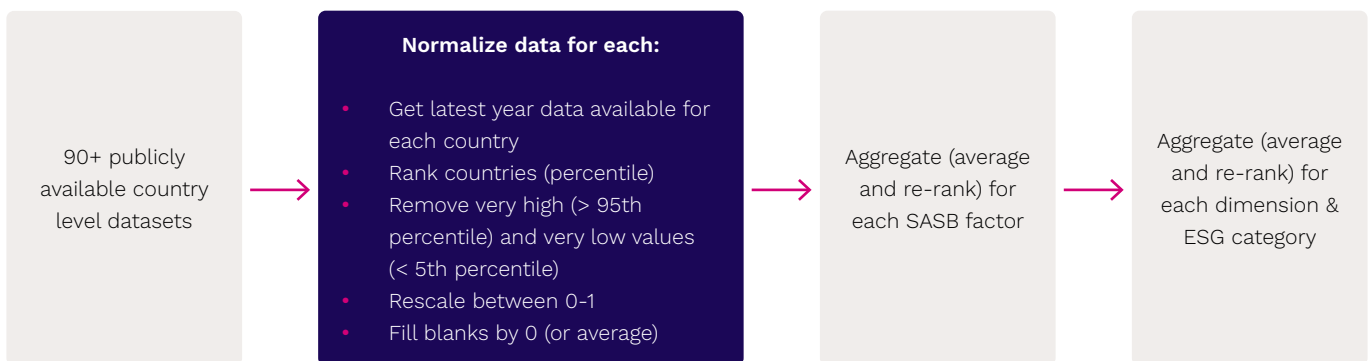 90+ publicly
available country
level datasets
Normalize data for each:
• Get latest year data available for
each country
• Rank countries (percentile)
• Remove very high (> 95th
percentile) and very low values
(< 5th percentile)
• Rescale between 0-1
• Fill blanks by 0 (or average)
Aggregate (average
and re-rank) for
each SASB factor
Aggregate (average
and re-rank) for
each dimension &
ESG category